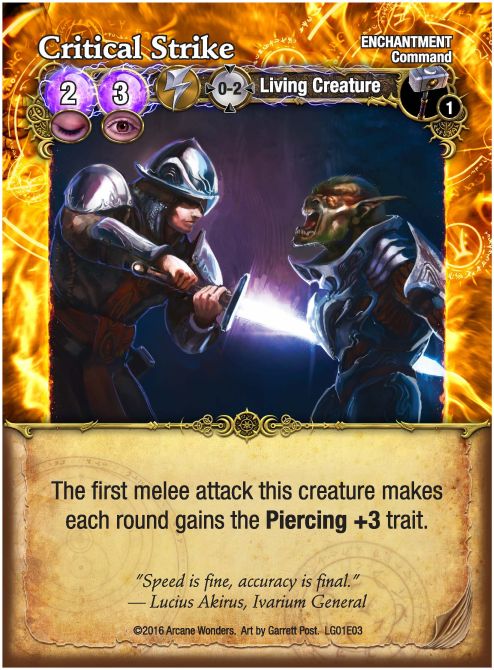 Critical Strike
ENCHANTMENT
Command
2 3 0-2 Living Creature
1
The first melee attack this creature makes
each round gains the Piercing +3 trait.
"Speed is fine, accuracy is final."
— Lucius Akirus, Ivarium General
©2016 Arcane Wonders. Art by Garrett Post. LG01E03